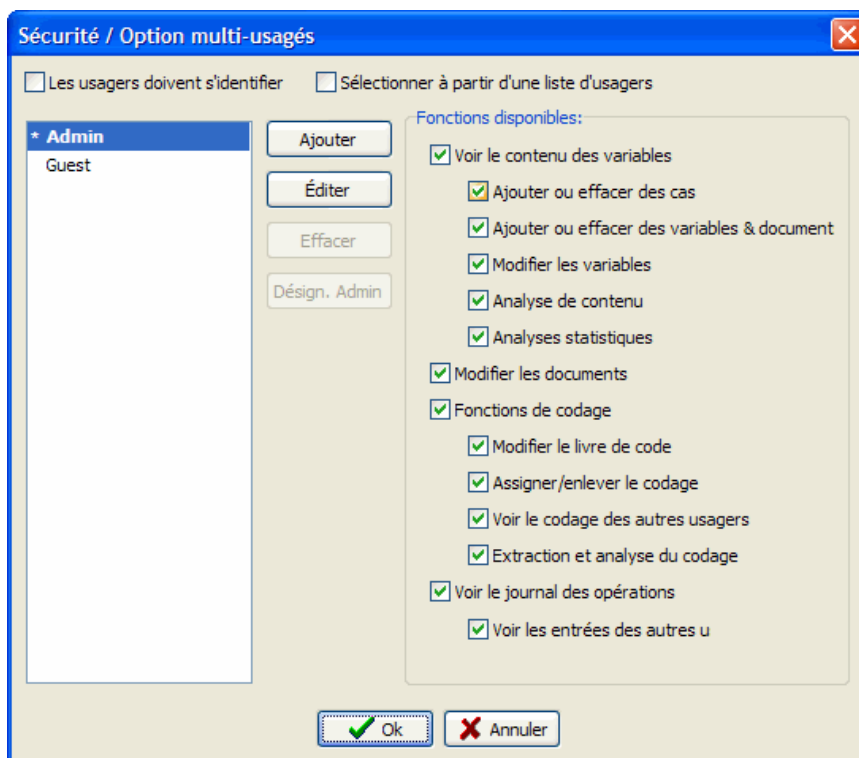 Sécurité / Option multi-usagés
Les usagers doivent s'identifier
Sélectionner à partir d'une liste d'usagers
* Admin
Guest
Ajouter
Éditer
Effacer
Désign. Admin
Fonctions disponibles:
Voir le contenu des variables
Ajouter ou effacer des cas
Ajouter ou effacer des variables & document
Modifier les variables
Analyse de contenu
Analyses statistiques
Modifier les documents
Fonctions de codage
Modifier le livre de code
Assigner/enlever le codage
Voir le codage des autres usagers
Extraction et analyse du codage
Voir le journal des opérations
Voir les entrées des autres u
Ok
Annuler